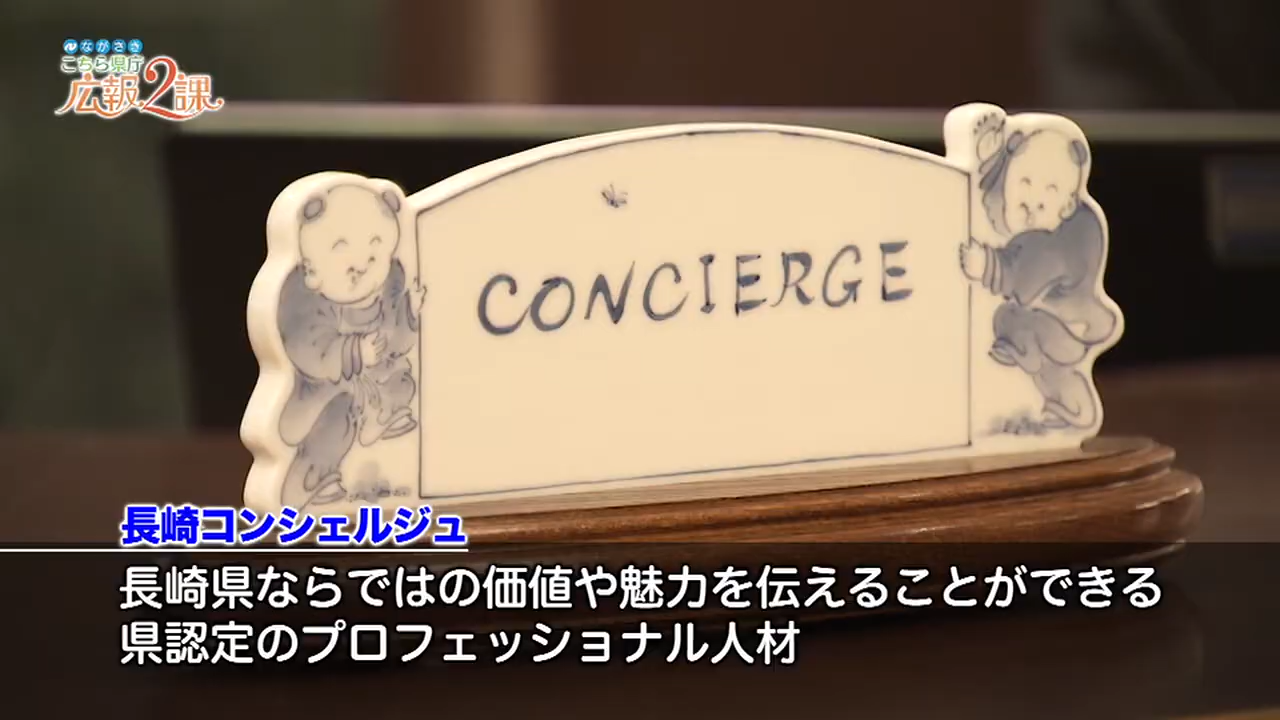 ながさき
こちら県庁
広報2課
CONCIERGE
長崎コンシェルジュ
長崎県ならではの価値や魅力を伝えることができる
県認定のプロフェッショナル人材